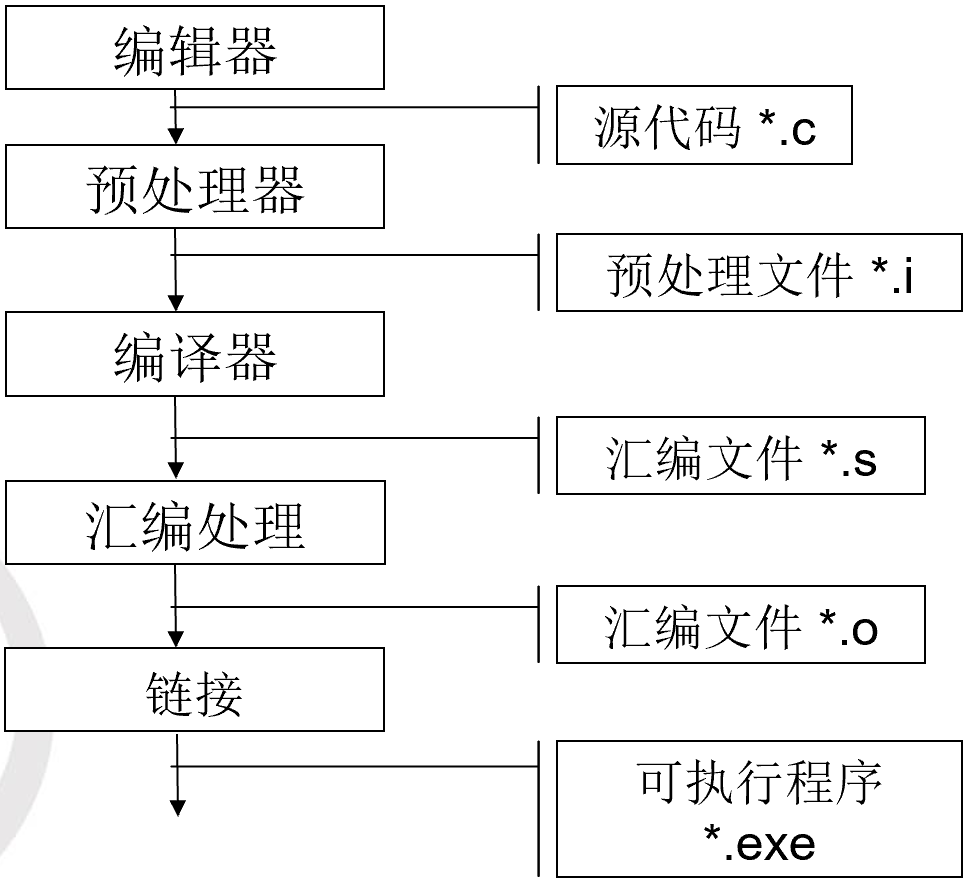 编辑器
源代码 *.c
预处理器
预处理文件 *.i
编译器
汇编文件 *.s
汇编处理
汇编文件 *.o
链接
可执行程序
*.exe